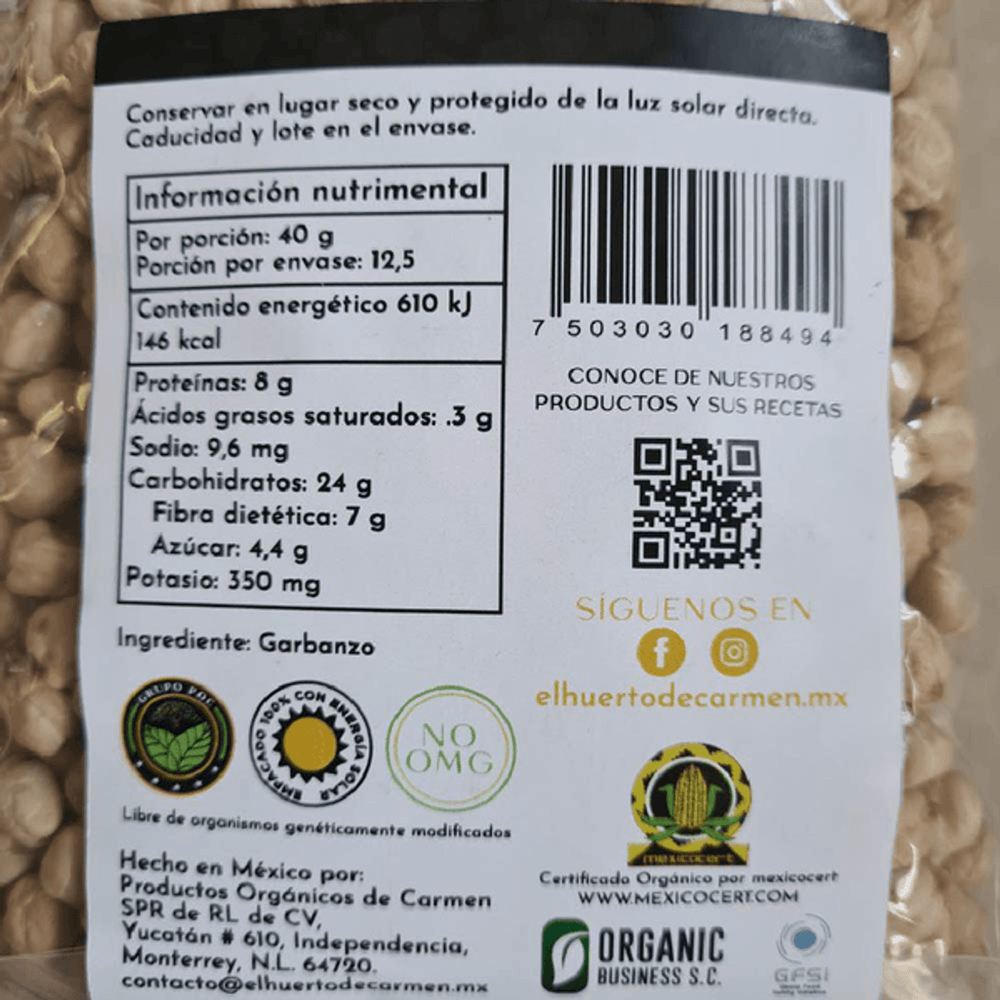 Conservar en lugar seco y protegido de la luz solar directa.
Caducidad y lote en el envase.
Información nutrimental
Por porción: 40 g
Porción por envase: 12,5
Contenido energético 610 kJ
146 kcal
Proteínas: 8 g
Ácidos grasos saturados: .3 g
Sodio: 9,6 mg
Carbohidratos: 24 g
Fibra dietética: 7 g
Azúcar: 4,4 g
Potasio: 350 mg
Ingrediente: Garbanzo
7 503030 188494
CONOCE DE NUESTROS
PRODUCTOS Y SUS RECETAS
SÍGUENOS EN
elhuertodecarmen.mx
GRUPO POC
EMPACADO 100% CON ENERGÍA SOLAR
NO
OMG
Libre de organismos genéticamente modificados
Hecho en México por:
Productos Orgánicos de Carmen
SPR de RL de CV,
Yucatán # 610, Independencia,
Monterrey, N.L. 64720.
contacto@elhuertodecarmen.mx
mexicocert
Certificado Orgánico por mexicocert
WWW.MEXICOCERT.COM
ORGANIC
BUSINESS S.C.
GFSI